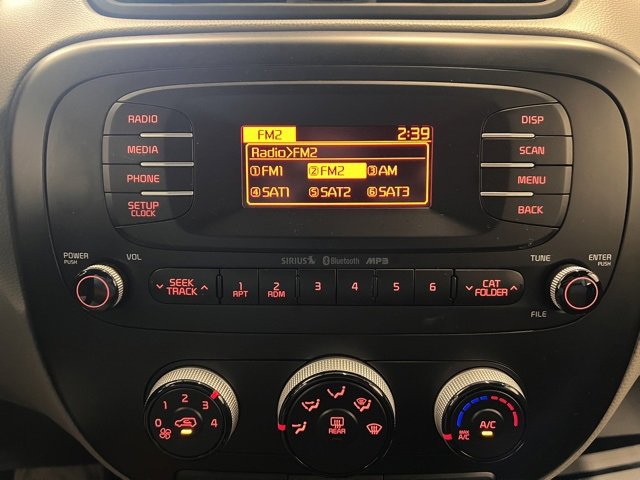 RADIO
MEDIA
PHONE
SETUP
CLOCK
FM2 2:39
Radio>FM2
①FM1 ②FM2 ③AM
④SAT1 ⑤SAT2 ⑥SAT3
DISP
SCAN
MENU
BACK
SIRIUS Bluetooth MP3
POWER
PUSH
VOL
TUNE
ENTER
PUSH
SEEK
TRACK
1
RPT
2
RDM
3
4
5
6
CAT
FOLDER
FILE
0 1 2 3 4
REAR
MAX
A/C
A/C